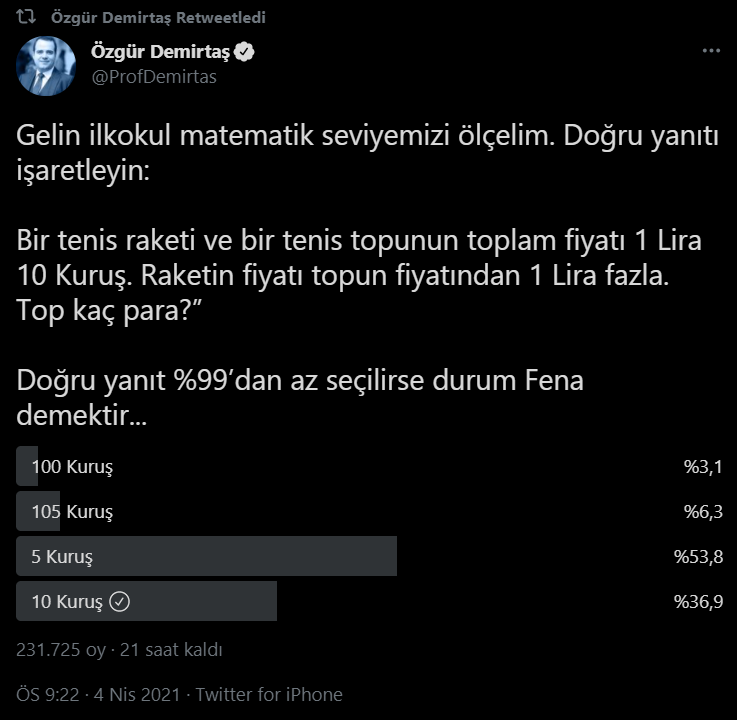 Özgür Demirtaş Retweetledi
Özgür Demirtaş
@ProfDemirtas
Gelin ilkokul matematik seviyemizi ölçelim. Doğru yanıtı
işaretleyin:
Bir tenis raketi ve bir tenis topunun toplam fiyatı 1 Lira
10 Kuruş. Raketin fiyatı topun fiyatından 1 Lira fazla.
Top kaç para?”
Doğru yanıt %99’dan az seçilirse durum Fena
demektir...
100 Kuruş %3,1
105 Kuruş %6,3
5 Kuruş %53,8
10 Kuruş %36,9
231.725 oy · 21 saat kaldı
ÖS 9:22 · 4 Nis 2021 · Twitter for iPhone